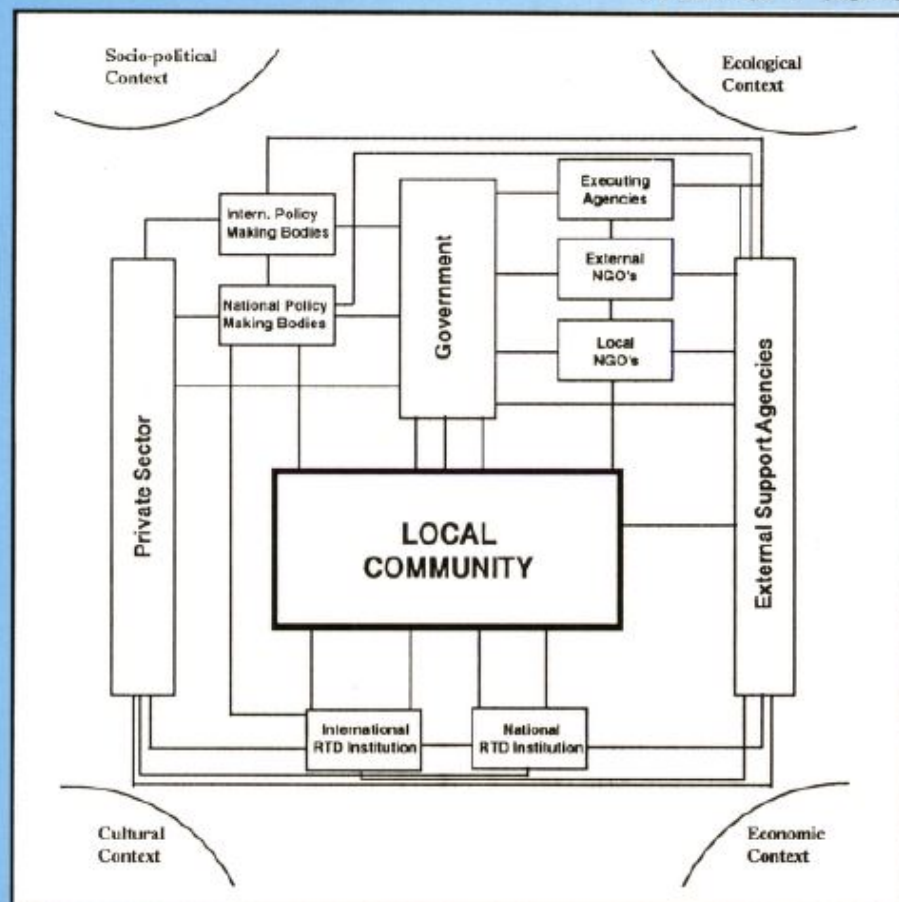 Socio-political
Context
Ecological
Context
Executing
Agencies
Intern. Policy
Making Bodies
External
NGO's
National Policy
Making Bodies
Government
Local
NGO's
Private Sector
External Support Agencies
LOCAL
COMMUNITY
International
RTD Institution
National
RTD Institution
Cultural
Context
Economic
Context